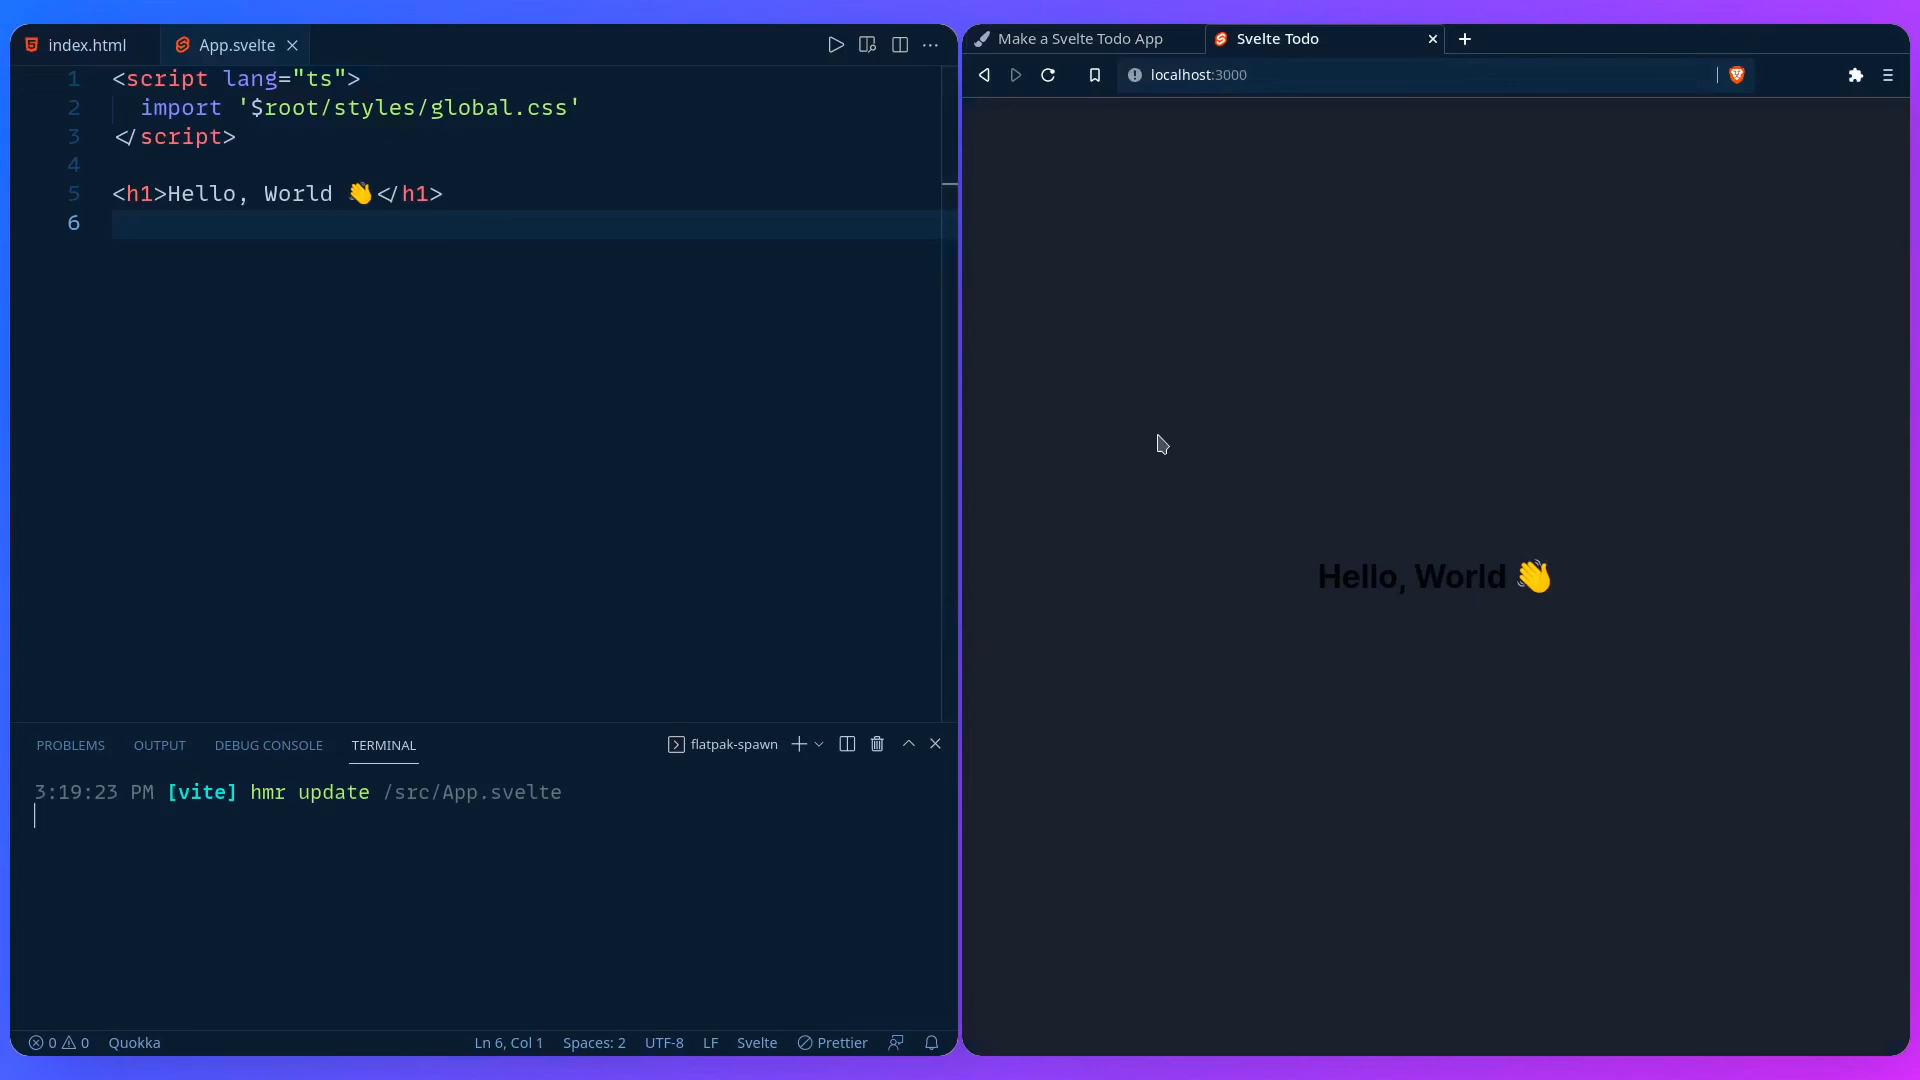 index.html App.svelte
1 <script lang="ts">
2 import '$root/styles/global.css'
3 </script>
4
5 <h1>Hello, World 👋</h1>
6
PROBLEMS OUTPUT DEBUG CONSOLE TERMINAL flatpak-spawn
3:19:23 PM [vite] hmr update /src/App.svelte
0 0 Quokka Ln 6, Col 1 Spaces: 2 UTF-8 LF Svelte Prettier
Make a Svelte Todo App Svelte Todo
localhost:3000
Hello, World 👋